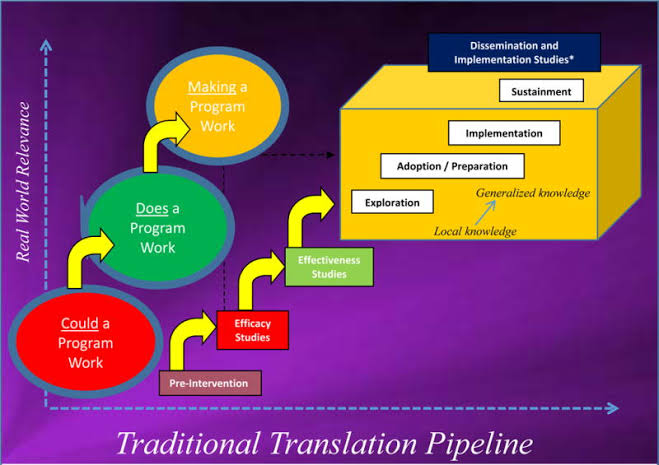 Dissemination and
Implementation Studies*
Sustainment
Implementation
Adoption / Preparation
Generalized knowledge
Exploration
Local knowledge
Making a
Program
Work
Does a
Program
Work
Could a
Program
Work
Effectiveness
Studies
Efficacy
Studies
Pre-Intervention
Real World Relevance
Traditional Translation Pipeline